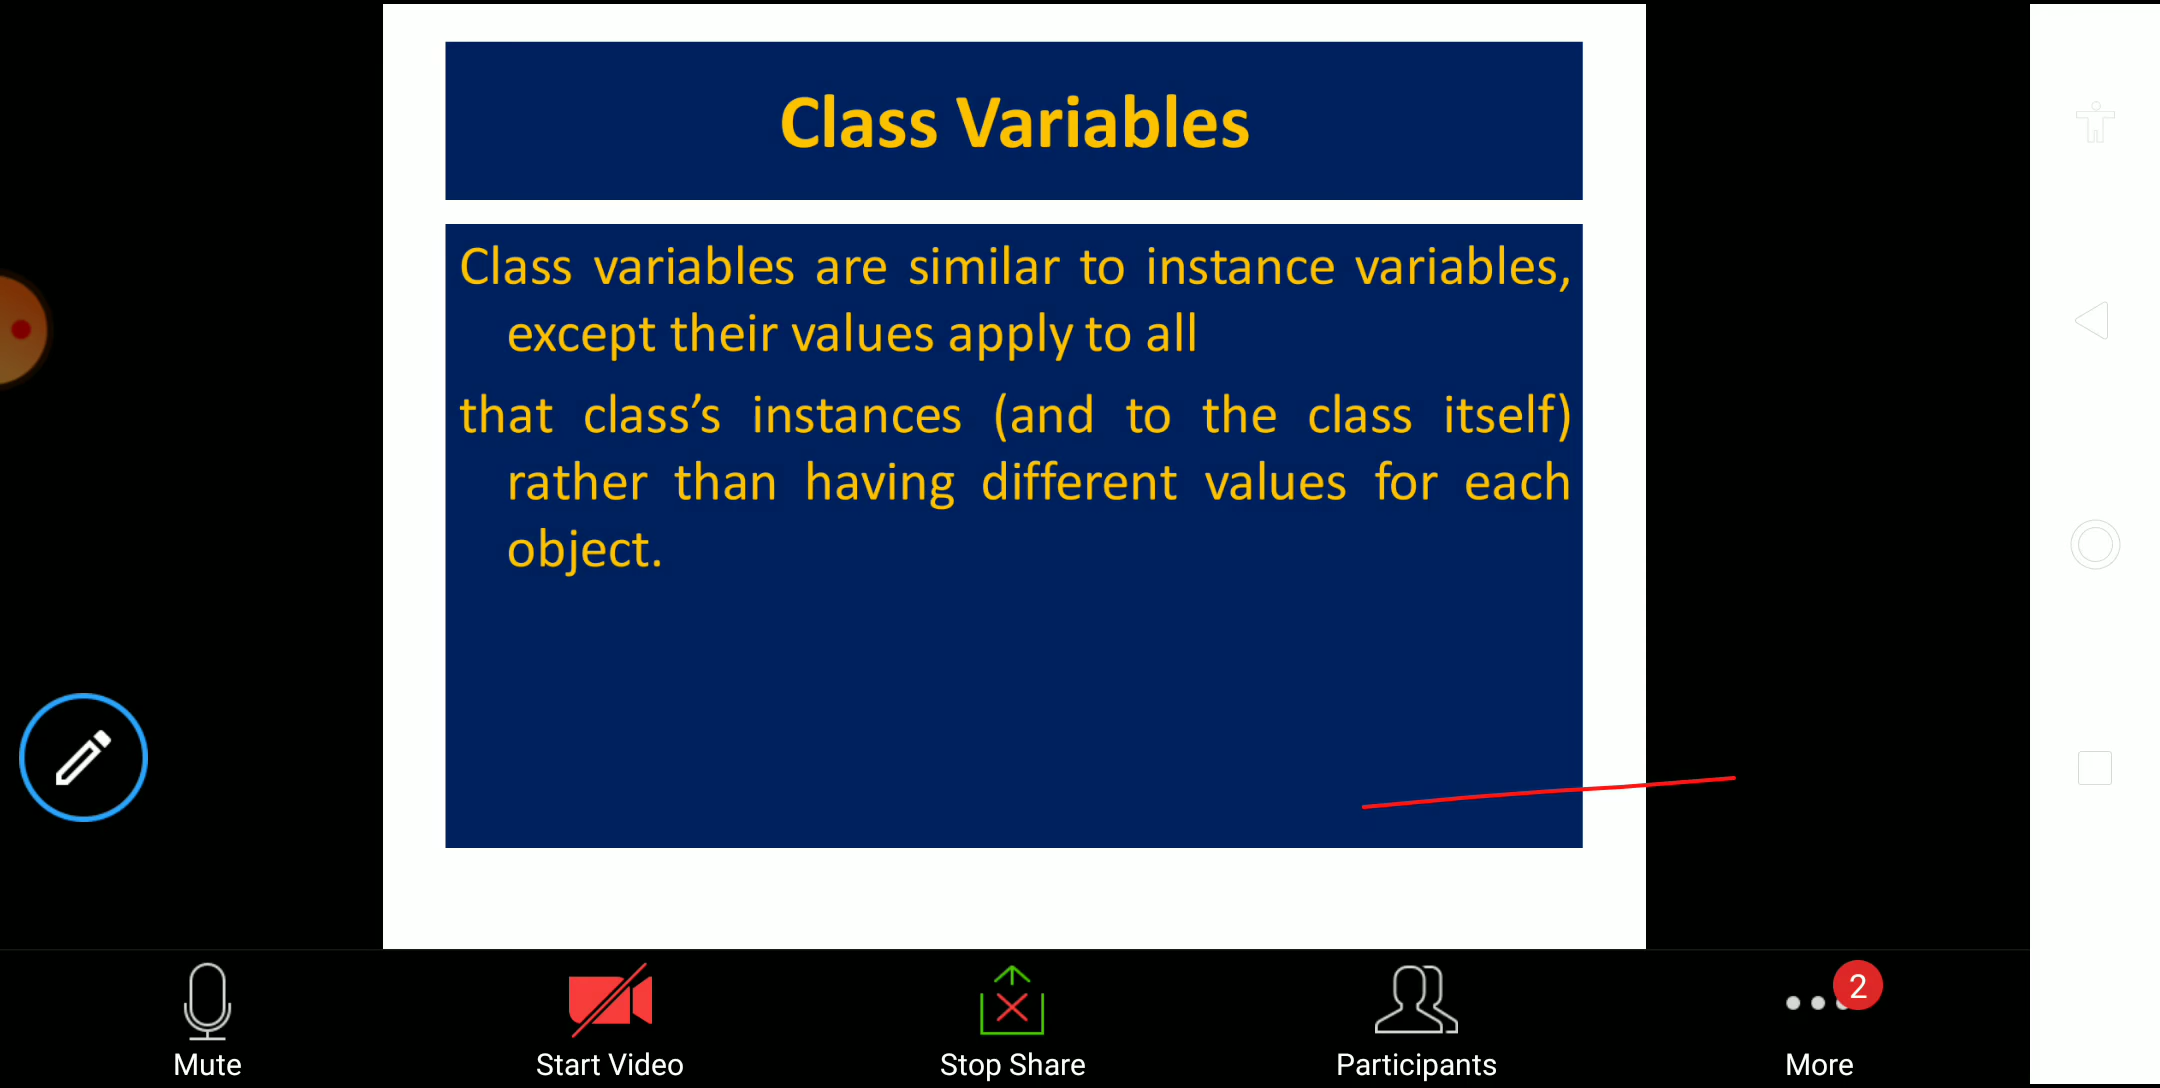 Class Variables
Class variables are similar to instance variables,
except their values apply to all
that class’s instances (and to the class itself)
rather than having different values for each
object.
2
Mute
Start Video
Stop Share
Participants
More